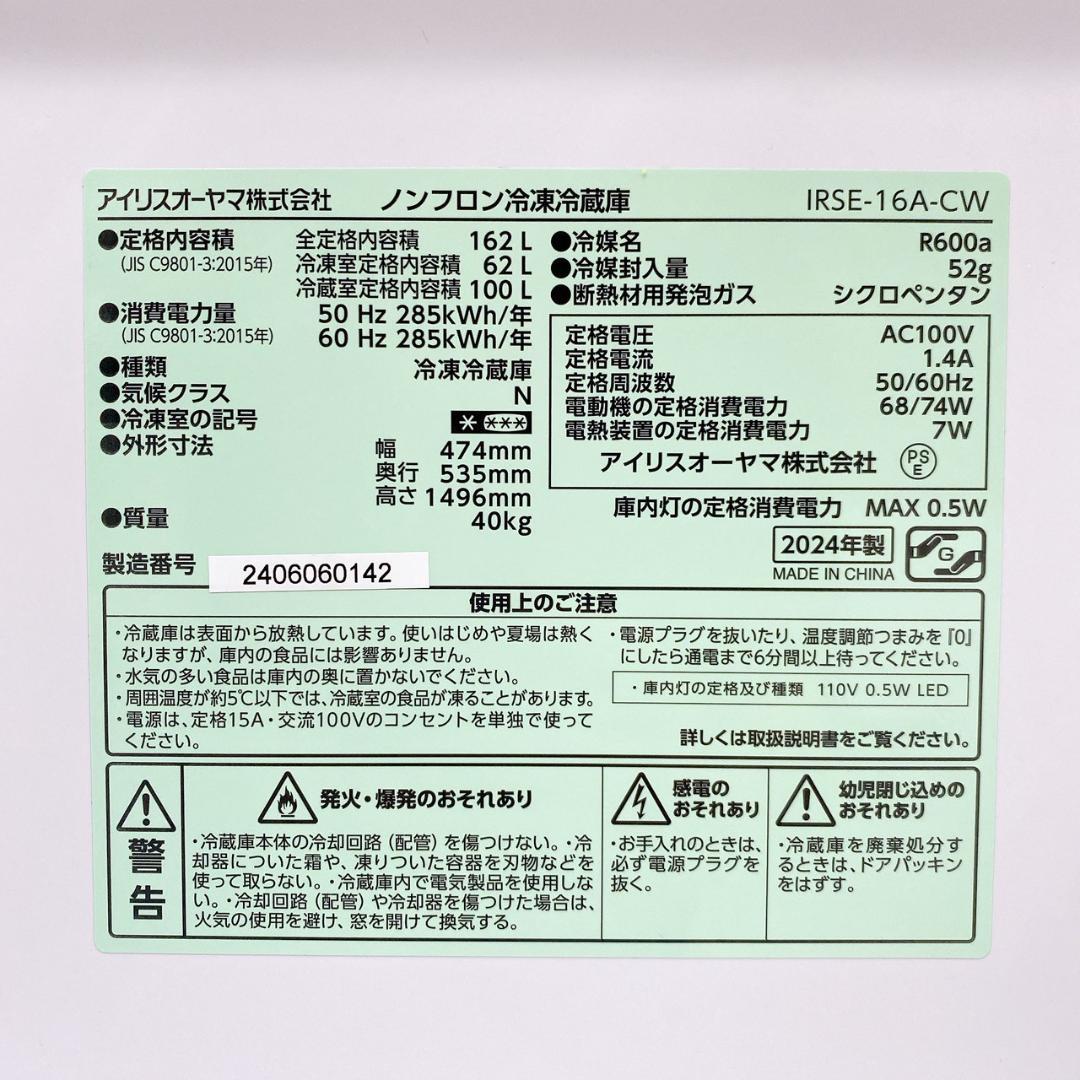 アイリスオーヤマ株式会社 ノンフロン冷凍冷蔵庫 IRSE-16A-CW
●定格内容積 全定格内容積 162 L
(JIS C9801-3:2015年) 冷凍室定格内容積 62 L
冷蔵室定格内容積 100 L
●消費電力量 50 Hz 285kWh/年
(JIS C9801-3:2015年) 60 Hz 285kWh/年
●種類 冷凍冷蔵庫
●気候クラス N
●冷凍室の記号 * ***
●外形寸法 幅 474mm
奥行 535mm
高さ 1496mm
●質量 40kg
製造番号 2406060142
●冷媒名 R600a
●冷媒封入量 52g
●断熱材用発泡ガス シクロペンタン
定格電圧 AC100V
定格電流 1.4A
定格周波数 50/60Hz
電動機の定格消費電力 68/74W
電熱装置の定格消費電力 7W
アイリスオーヤマ株式会社 PSE
庫内灯の定格消費電力 MAX 0.5W
2024年製
MADE IN CHINA
G
使用上のご注意
・冷蔵庫は表面から放熱しています。使いはじめや夏場は熱く
なりますが、庫内の食品には影響ありません。
・水気の多い食品は庫内の奥に置かないでください。
・周囲温度が約5℃以下では、冷蔵室の食品が凍ることがあります。
・電源は、定格15A・交流100Vのコンセントを単独で使って
ください。
・電源プラグを抜いたり、温度調節つまみを『0』
にしたら通電まで6分間以上待ってください。
・庫内灯の定格及び種類 110V 0.5W LED
詳しくは取扱説明書をご覧ください。
警告
発火・爆発のおそれあり
・冷蔵庫本体の冷却回路（配管）を傷つけない。・冷
却器についた霜や、凍りついた容器を刃物などを
使って取らない。・冷蔵庫内で電気製品を使用しな
い。・冷却回路（配管）や冷却器を傷つけた場合は、
火気の使用を避け、窓を開けて換気する。
感電の
おそれあり
・お手入れのときは、
必ず電源プラグを
抜く。
幼児閉じ込めの
おそれあり
・冷蔵庫を廃棄処分す
るときは、ドアパッキン
をはずす。